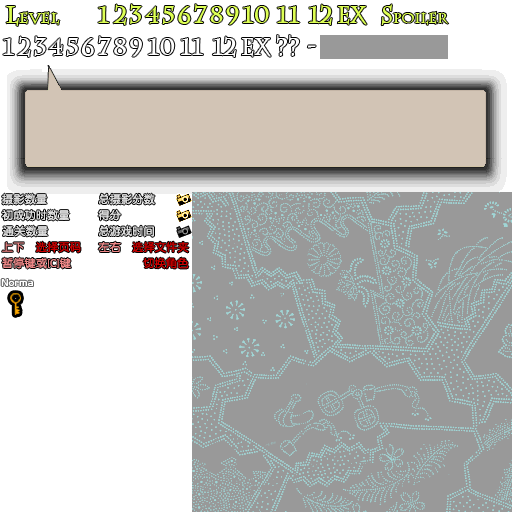 Level 1 2 3 4 5 6 7 8 9 10 11 12 EX Spoiler
1 2 3 4 5 6 7 8 9 10 11 12 EX ?? -
摄影数量 总摄影分数
初成功时数量 得分
通关数量 总游戏时间
上下 选择页码 左右 选择文件夹
暂停键或[C]键 切换角色
Norma